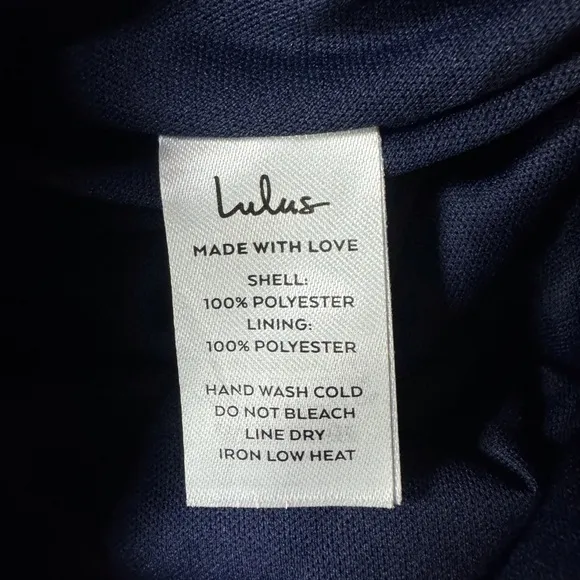 Lulus
MADE WITH LOVE
SHELL:
100% POLYESTER
LINING:
100% POLYESTER
HAND WASH COLD
DO NOT BLEACH
LINE DRY
IRON LOW HEAT